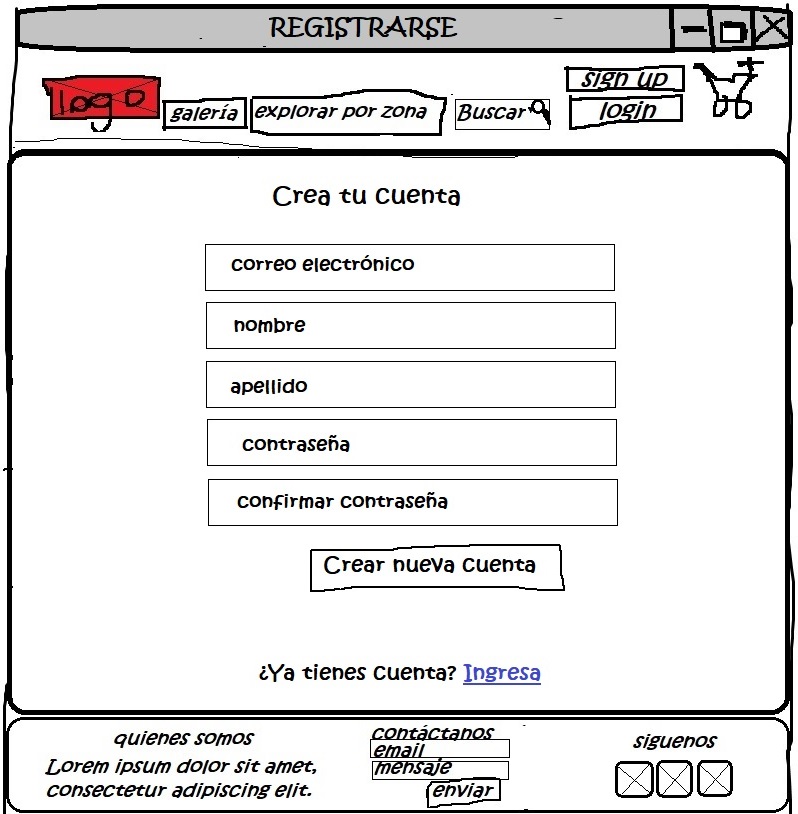 REGISTRARSE
logo
galería
explorar por zona
Buscar
sign up
login
Crea tu cuenta
correo electrónico
nombre
apellido
contraseña
confirmar contraseña
Crear nueva cuenta
¿Ya tienes cuenta? Ingresa
quienes somos
Lorem ipsum dolor sit amet,
consectetur adipiscing elit.
contáctanos
email
mensaje
enviar
siguenos